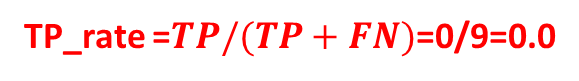 TP_rate =TP/(TP + FN)=0/9=0.0